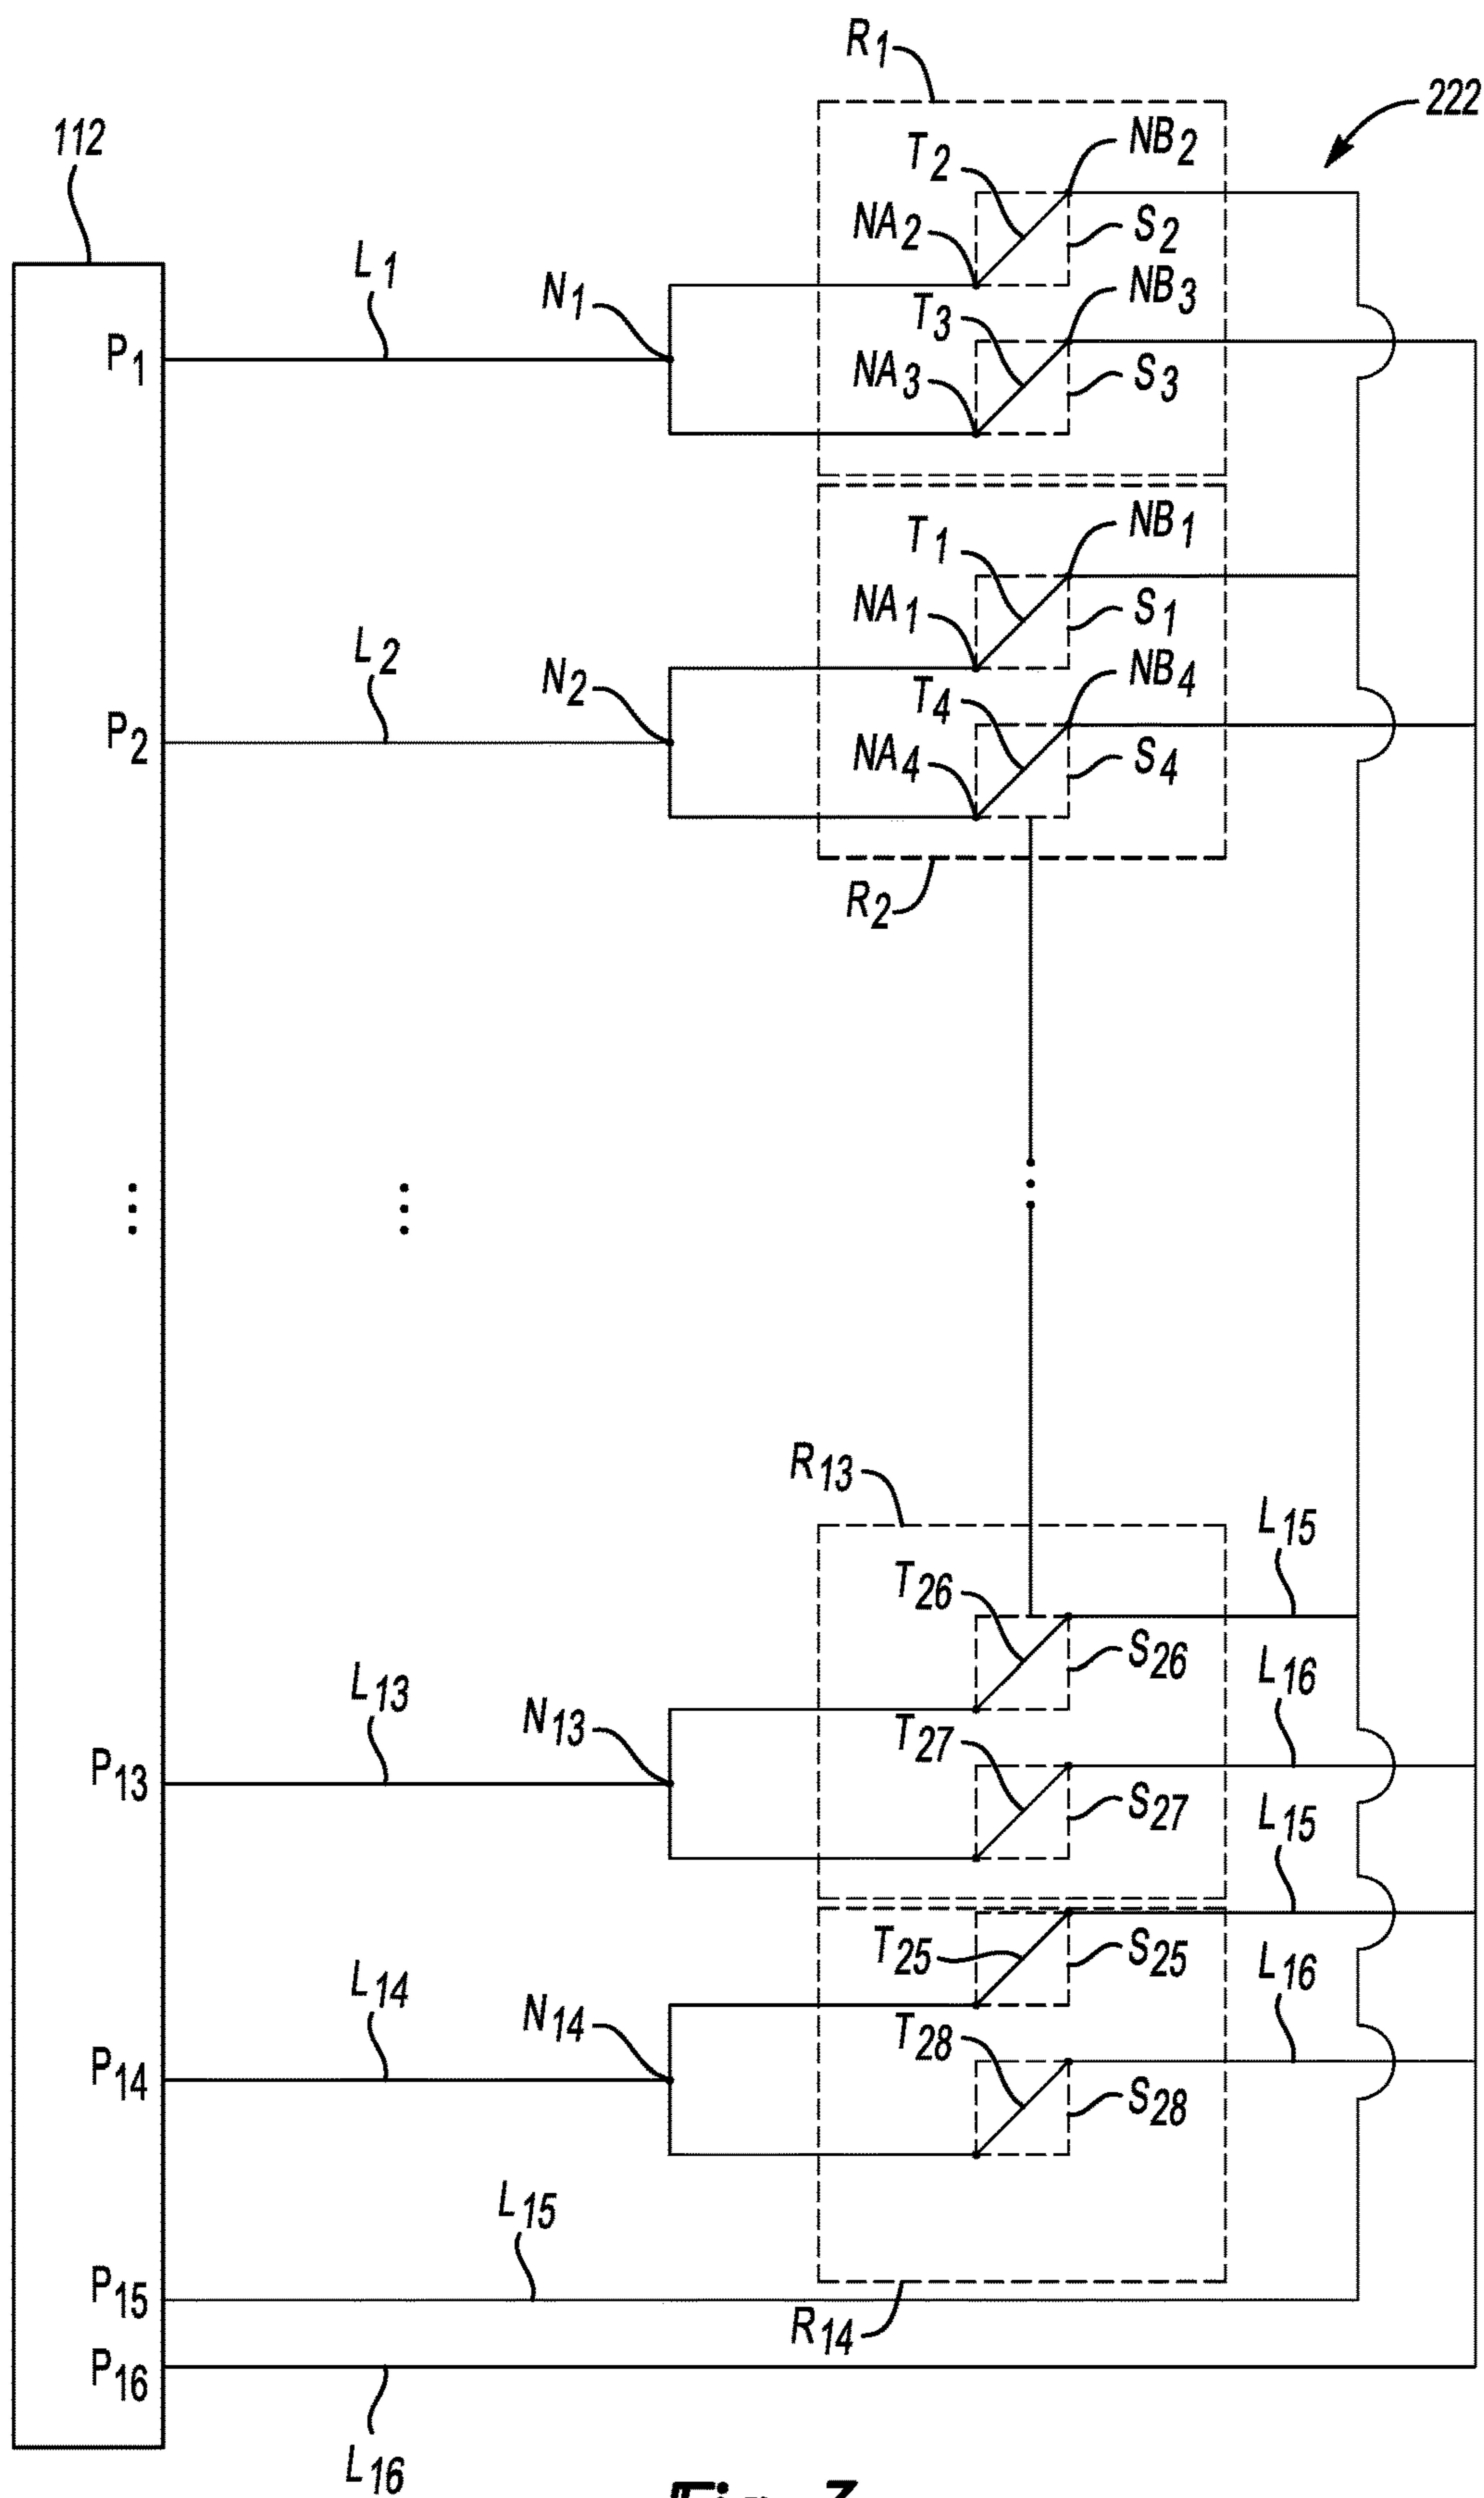 R1
222
112
T2
NB2
NA2
S2
L1
N1
T3
NB3
P1
NA3
S3
T1
NB1
NA1
S1
L2
N2
T4
NB4
P2
NA4
S4
R2
R13
L15
T26
S26
L16
L13
N13
T27
P13
S27
L15
T25
S25
L16
L14
N14
T28
P14
S28
L15
P15
R14
P16
L16